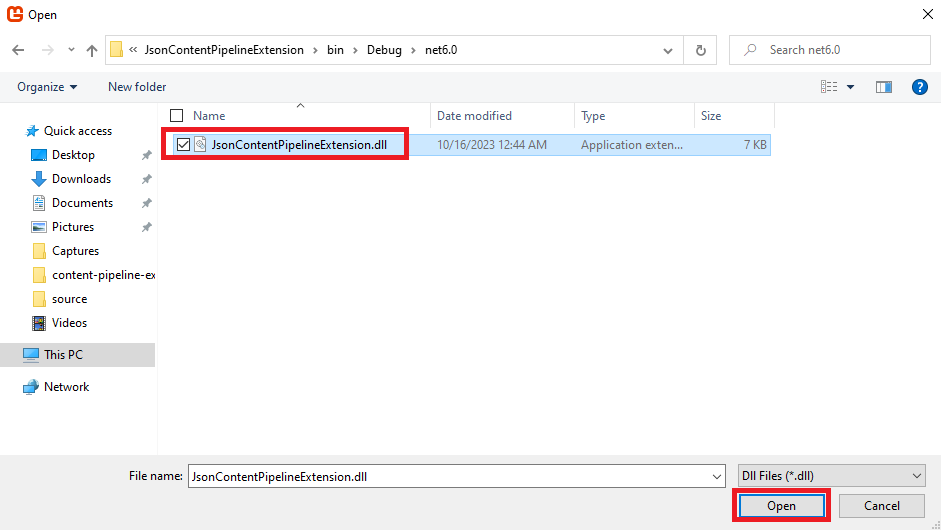 Open
« JsonContentPipelineExtension › bin › Debug › net6.0
Search net6.0
Organize
New folder
?
Name
Date modified
Type
Size
JsonContentPipelineExtension.dll
10/16/2023 12:44 AM
Application exten...
7 KB
Quick access
Desktop
Downloads
Documents
Pictures
Captures
content-pipeline-ex
source
Videos
This PC
Network
File name:
JsonContentPipelineExtension.dll
Dll Files (*.dll)
Open
Cancel